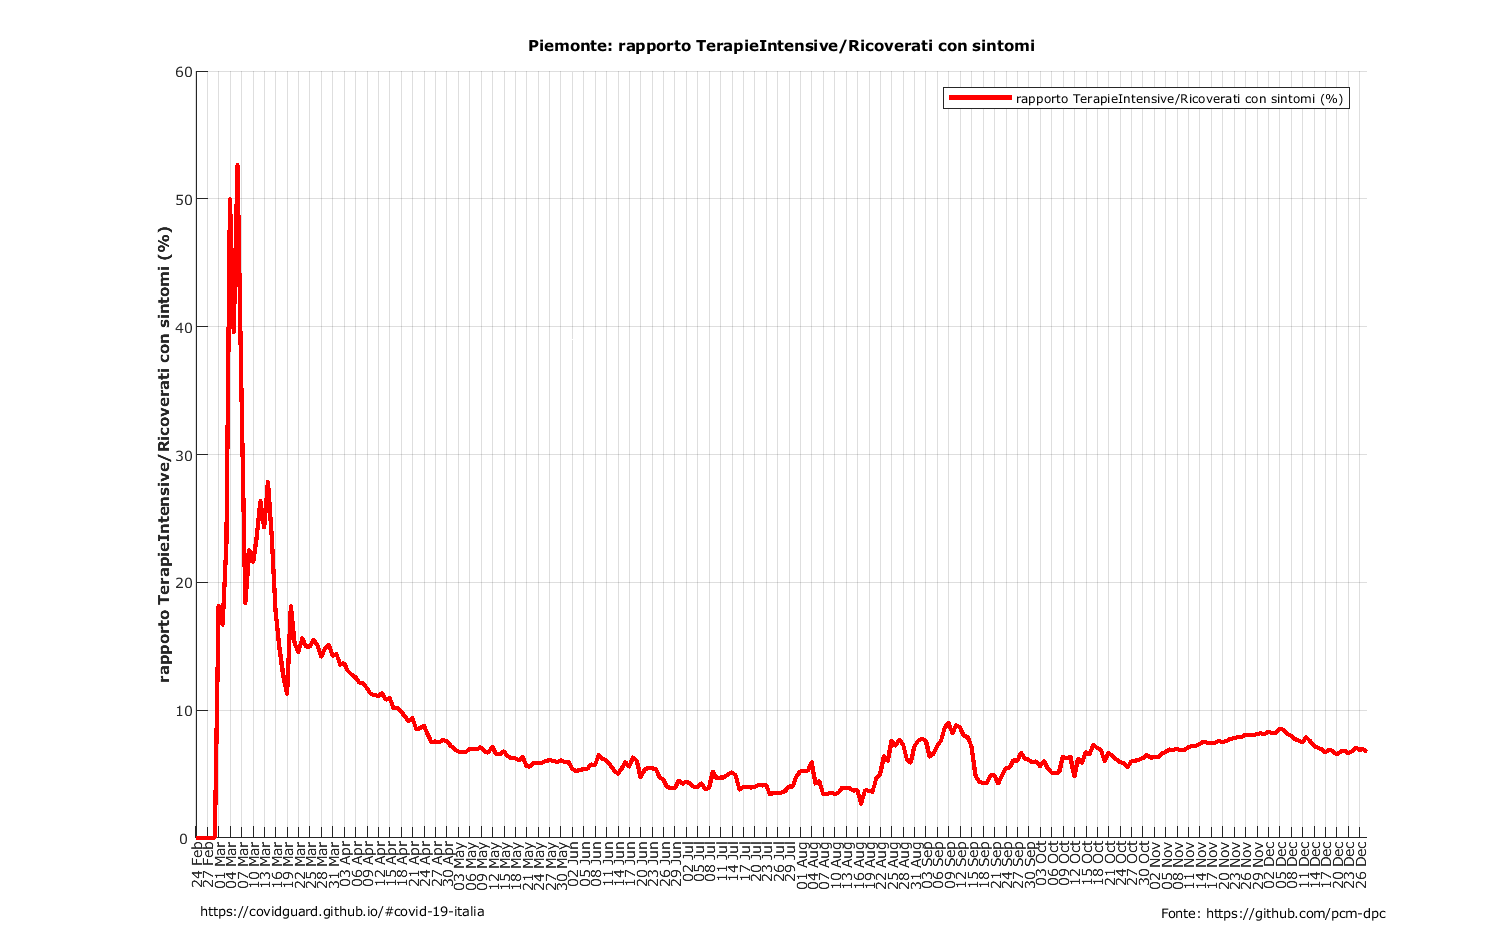 Piemonte: rapporto TerapieIntensive/Ricoverati con sintomi
rapporto TerapieIntensive/Ricoverati con sintomi (%)
rapporto TerapieIntensive/Ricoverati con sintomi (%)
60
50
40
30
20
10
0
24 Feb
27 Feb
01 Mar
04 Mar
07 Mar
10 Mar
13 Mar
16 Mar
19 Mar
22 Mar
25 Mar
28 Mar
31 Mar
03 Apr
06 Apr
09 Apr
12 Apr
15 Apr
18 Apr
21 Apr
24 Apr
27 Apr
30 Apr
03 May
06 May
09 May
12 May
15 May
18 May
21 May
24 May
27 May
30 May
02 Jun
05 Jun
08 Jun
11 Jun
14 Jun
17 Jun
20 Jun
23 Jun
26 Jun
29 Jun
02 Jul
05 Jul
08 Jul
11 Jul
14 Jul
17 Jul
20 Jul
23 Jul
26 Jul
29 Jul
01 Aug
04 Aug
07 Aug
10 Aug
13 Aug
16 Aug
19 Aug
22 Aug
25 Aug
28 Aug
31 Aug
03 Sep
06 Sep
09 Sep
12 Sep
15 Sep
18 Sep
21 Sep
24 Sep
27 Sep
30 Sep
03 Oct
06 Oct
09 Oct
12 Oct
15 Oct
18 Oct
21 Oct
24 Oct
27 Oct
30 Oct
02 Nov
05 Nov
08 Nov
11 Nov
14 Nov
17 Nov
20 Nov
23 Nov
26 Nov
29 Nov
02 Dec
05 Dec
08 Dec
11 Dec
14 Dec
17 Dec
20 Dec
23 Dec
26 Dec
https://covidguard.github.io/#covid-19-italia
Fonte: https://github.com/pcm-dpc